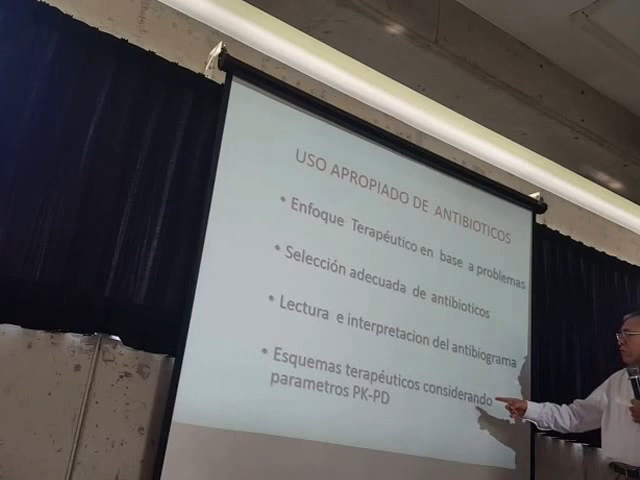 USO APROPIADO DE ANTIBIOTICOS
• Enfoque Terapéutico en base a problemas
• Selección adecuada de antibioticos
• Lectura e interpretacion del antibiograma
• Esquemas terapéuticos considerando
parametros PK-PD